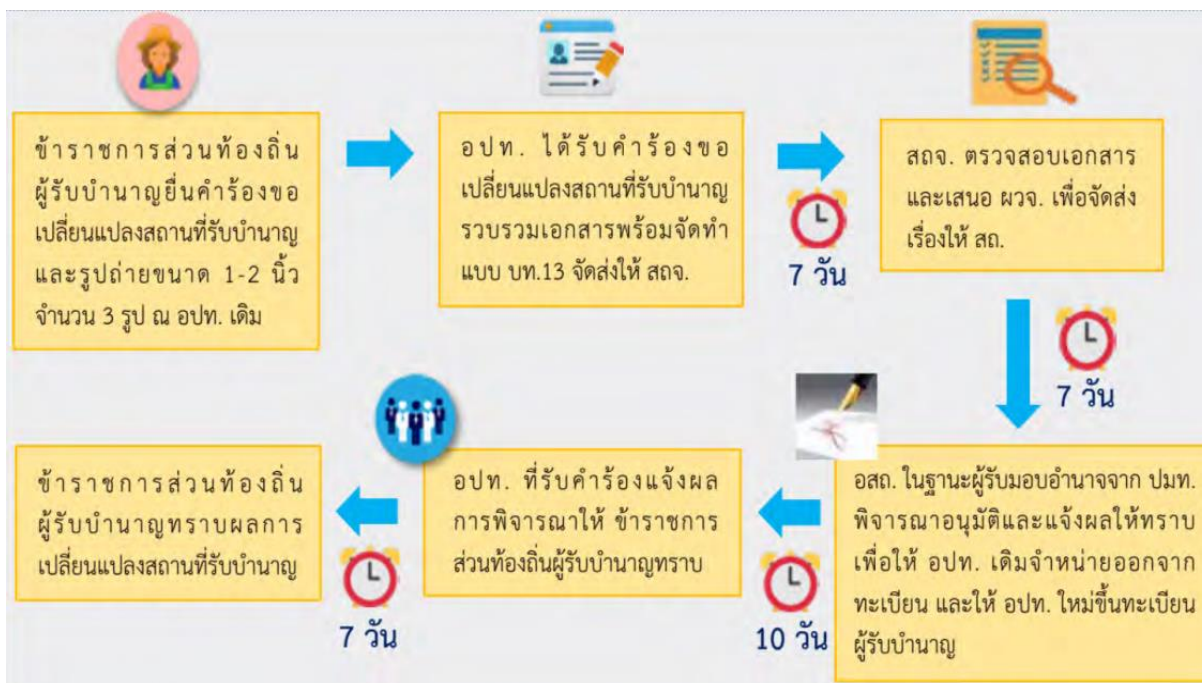 ข้าราชการส่วนท้องถิ่น
ผู้รับบำนาญยื่นคำร้องขอ
เปลี่ยนแปลงสถานที่รับบำนาญ
และรูปถ่ายขนาด 1-2 นิ้ว
จำนวน 3 รูป ณ อปท. เดิม
อปท. ได้รับคำร้องขอ
เปลี่ยนแปลงสถานที่รับบำนาญ
รวบรวมเอกสารพร้อมจัดทำ
แบบ บท.13 จัดส่งให้ สถจ.
7 วัน
สถจ. ตรวจสอบเอกสาร
และเสนอ ผวจ. เพื่อจัดส่ง
เรื่องให้ สถ.
7 วัน
อสถ. ในฐานะผู้รับมอบอำนาจจาก ปมท.
พิจารณาอนุมัติและแจ้งผลให้ทราบ
เพื่อให้ อปท. เดิมจำหน่ายออกจาก
ทะเบียน และให้ อปท. ใหม่ขึ้นทะเบียน
ผู้รับบำนาญ
10 วัน
อปท. ที่รับคำร้องแจ้งผล
การพิจารณาให้ ข้าราชการ
ส่วนท้องถิ่นผู้รับบำนาญทราบ
7 วัน
ข้าราชการส่วนท้องถิ่น
ผู้รับบำนาญทราบผลการ
เปลี่ยนแปลงสถานที่รับบำนาญ